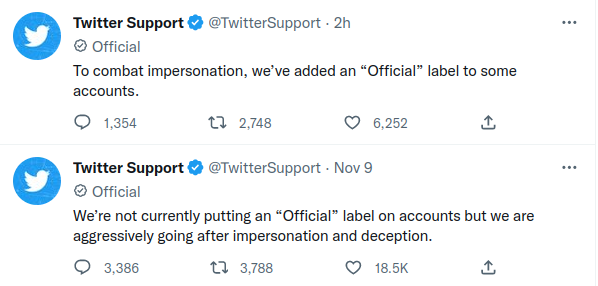 Twitter Support @TwitterSupport · 2h
Official
To combat impersonation, we’ve added an “Official” label to some
accounts.
1,354 2,748 6,252
Twitter Support @TwitterSupport · Nov 9
Official
We’re not currently putting an “Official” label on accounts but we are
aggressively going after impersonation and deception.
3,386 3,788 18.5K